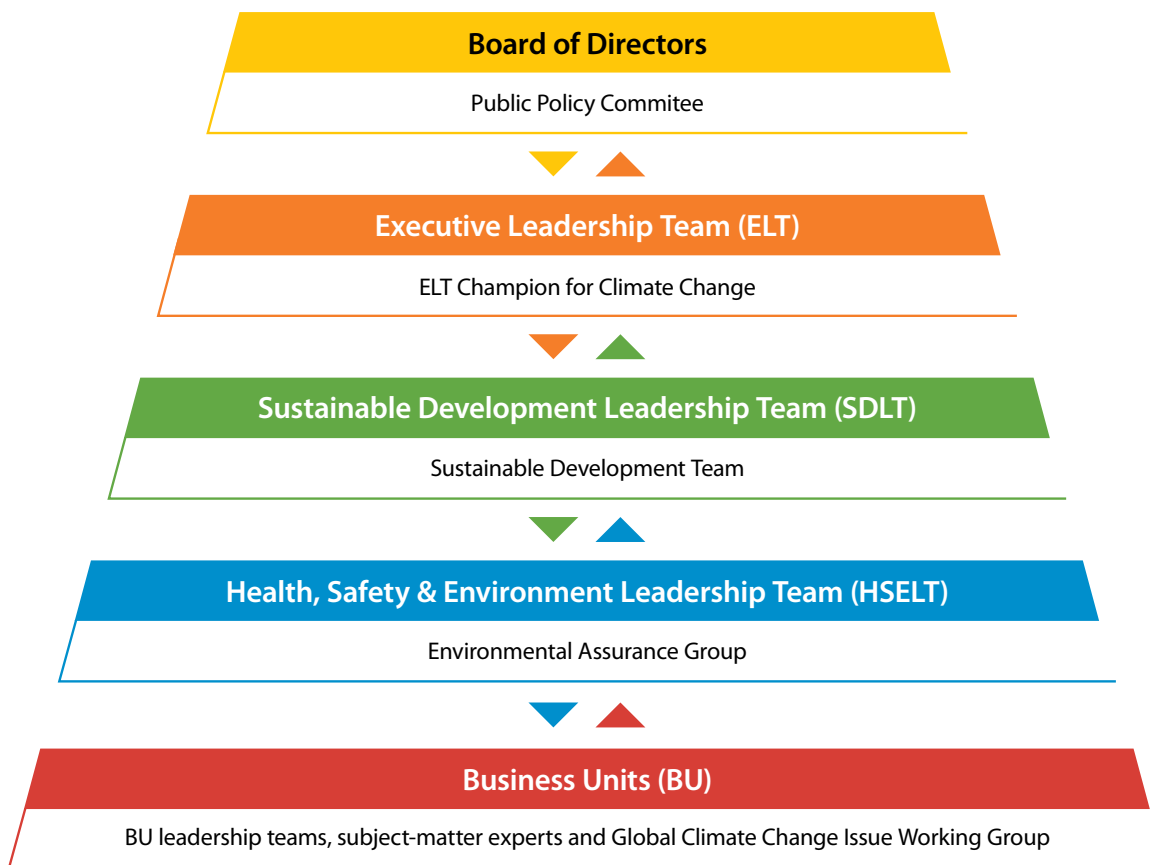 Board of Directors
Public Policy Commitee
Executive Leadership Team (ELT)
ELT Champion for Climate Change
Sustainable Development Leadership Team (SDLT)
Sustainable Development Team
Health, Safety & Environment Leadership Team (HSELT)
Environmental Assurance Group
Business Units (BU)
BU leadership teams, subject-matter experts and Global Climate Change Issue Working Group